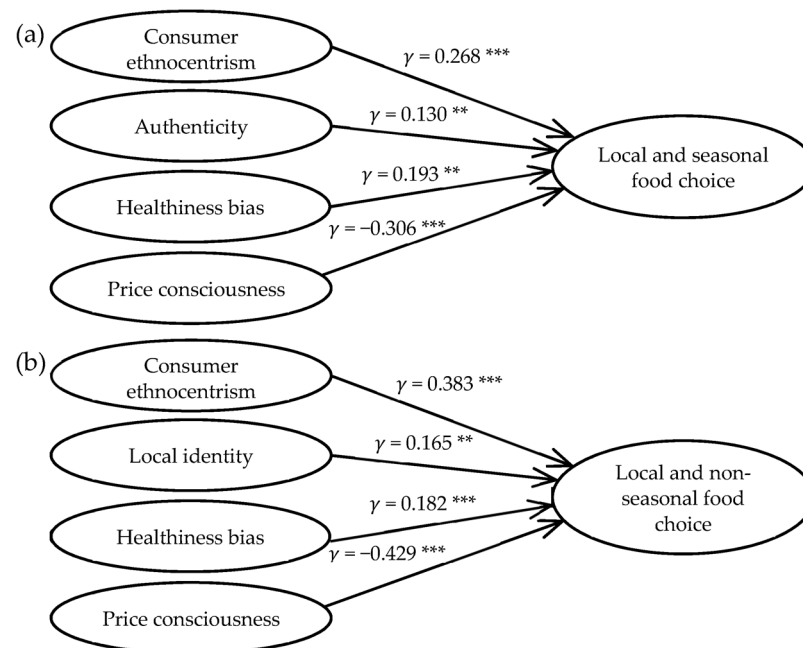 (a)
Consumer
ethnocentrism
γ = 0.268 ***
Authenticity
γ = 0.130 **
Healthiness bias
γ = 0.193 **
Price consciousness
γ = −0.306 ***
Local and seasonal
food choice
(b)
Consumer
ethnocentrism
γ = 0.383 ***
Local identity
γ = 0.165 **
Healthiness bias
γ = 0.182 ***
Price consciousness
γ = −0.429 ***
Local and non-
seasonal food
choice